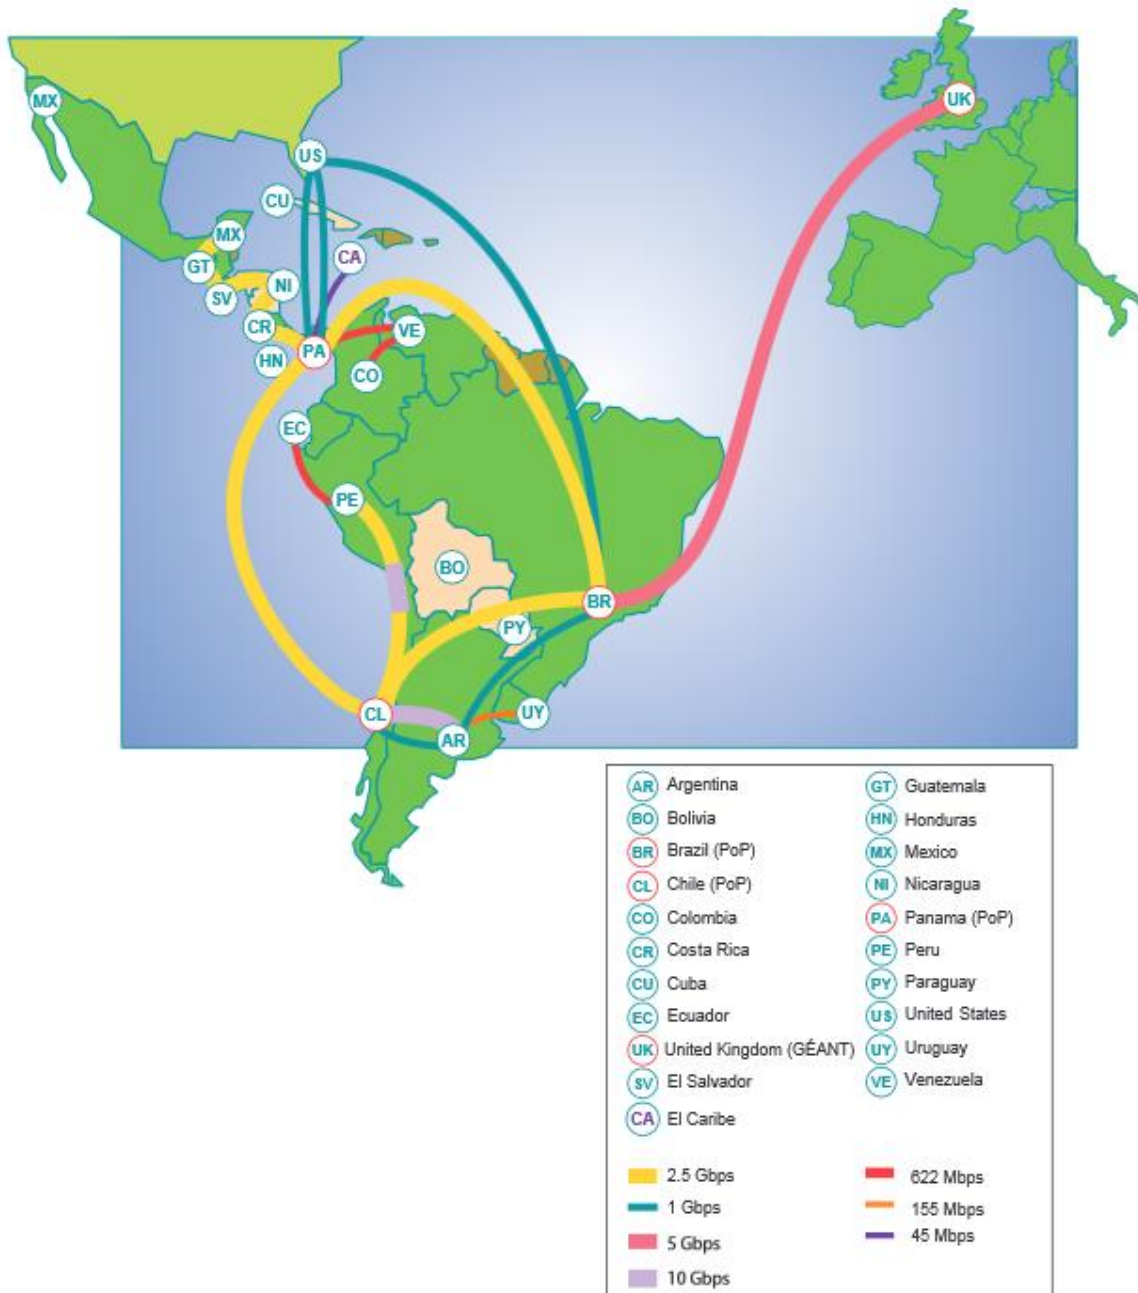 UK
MX
US
CU
MX
CA
GT
NI
SV
CR
VE
PA
HN
CO
EC
PE
BO
BR
PY
CL
UY
AR
AR Argentina
BO Bolivia
BR Brazil (PoP)
CL Chile (PoP)
CO Colombia
CR Costa Rica
CU Cuba
EC Ecuador
UK United Kingdom (GÉANT)
SV El Salvador
CA El Caribe
GT Guatemala
HN Honduras
MX Mexico
NI Nicaragua
PA Panama (PoP)
PE Peru
PY Paraguay
US United States
UY Uruguay
VE Venezuela
2.5 Gbps
1 Gbps
5 Gbps
10 Gbps
622 Mbps
155 Mbps
45 Mbps